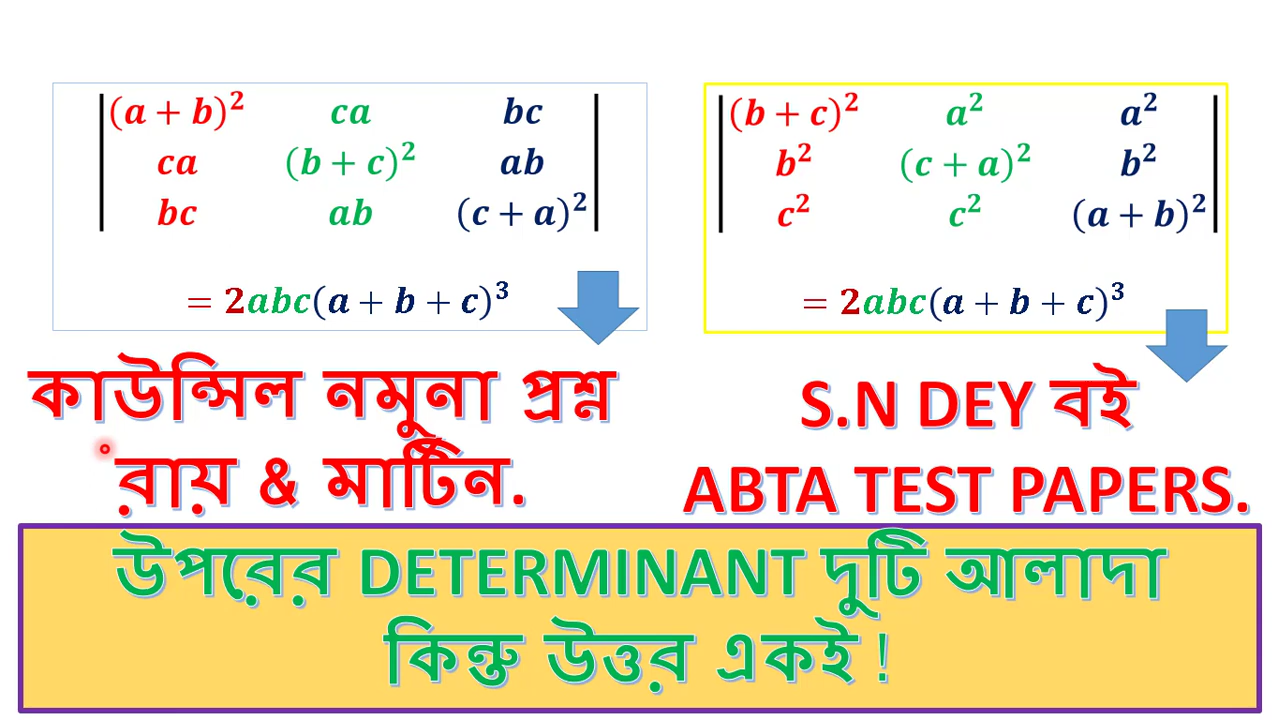 (a + b)² ca bc
ca (b + c)² ab
bc ab (c + a)²
= 2abc(a + b + c)³
(b + c)² a² a²
b² (c + a)² b²
c² c² (a + b)²
= 2abc(a + b + c)³
কাউন্সিল নমুনা প্রশ্ন
রায় & মার্টিন.
S.N DEY বই
ABTA TEST PAPERS.
উপরের DETERMINANT দুটি আলাদা
কিন্তু উত্তর একই !